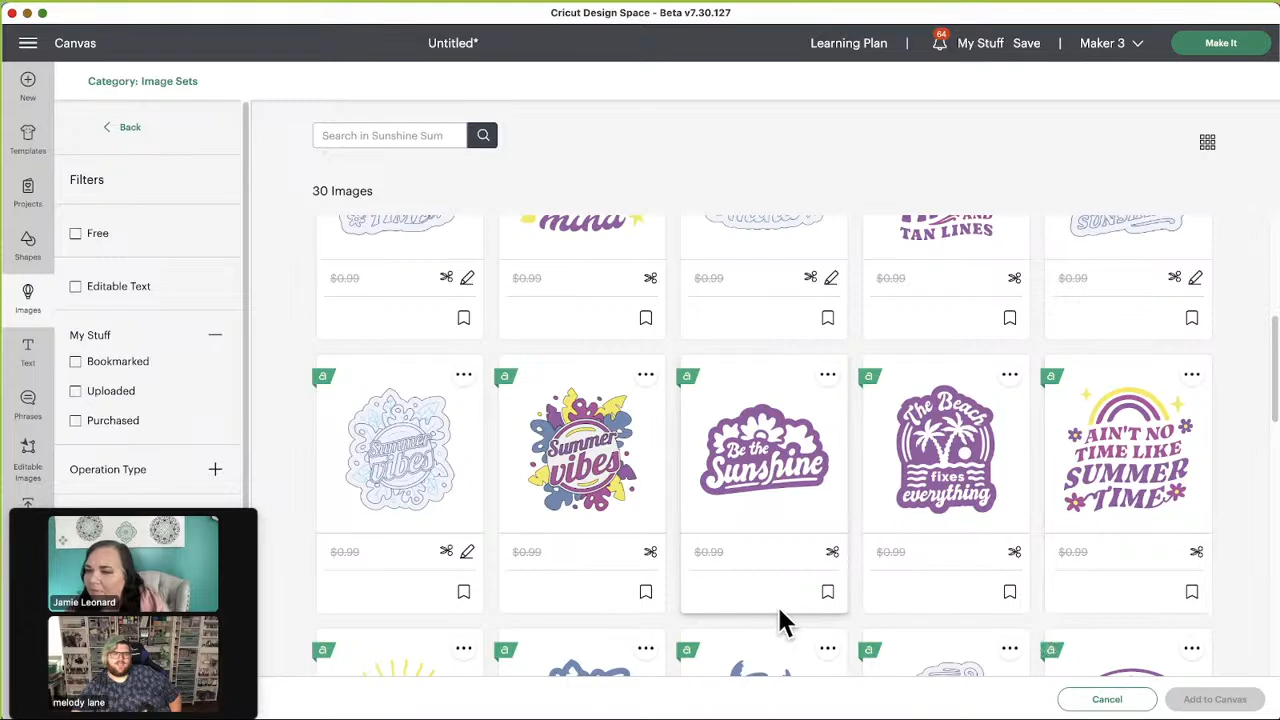 Cricut Design Space - Beta v7.30.127
Canvas
Untitled*
Learning Plan
|
64
My Stuff
Save
|
Maker 3
Make It
New
Templates
Projects
Shapes
Images
Text
Phrases
Editable Images
Category: Image Sets
Back
Filters
Free
Editable Text
My Stuff
Bookmarked
Uploaded
Purchased
Operation Type
Search in Sunshine Sum
30 Images
TIME
mind
AND
TAN LINES
SUNSHINE
$0.99
$0.99
$0.99
$0.99
$0.99
a
a
a
a
a
Summer
vibes
Summer
vibes
Be the
Sunshine
The Beach
fixes
everything
AIN'T NO
TIME LIKE
SUMMER
TIME
$0.99
$0.99
$0.99
$0.99
$0.99
a
a
a
a
a
Jamie Leonard
melody lane
Cancel
Add to Canvas